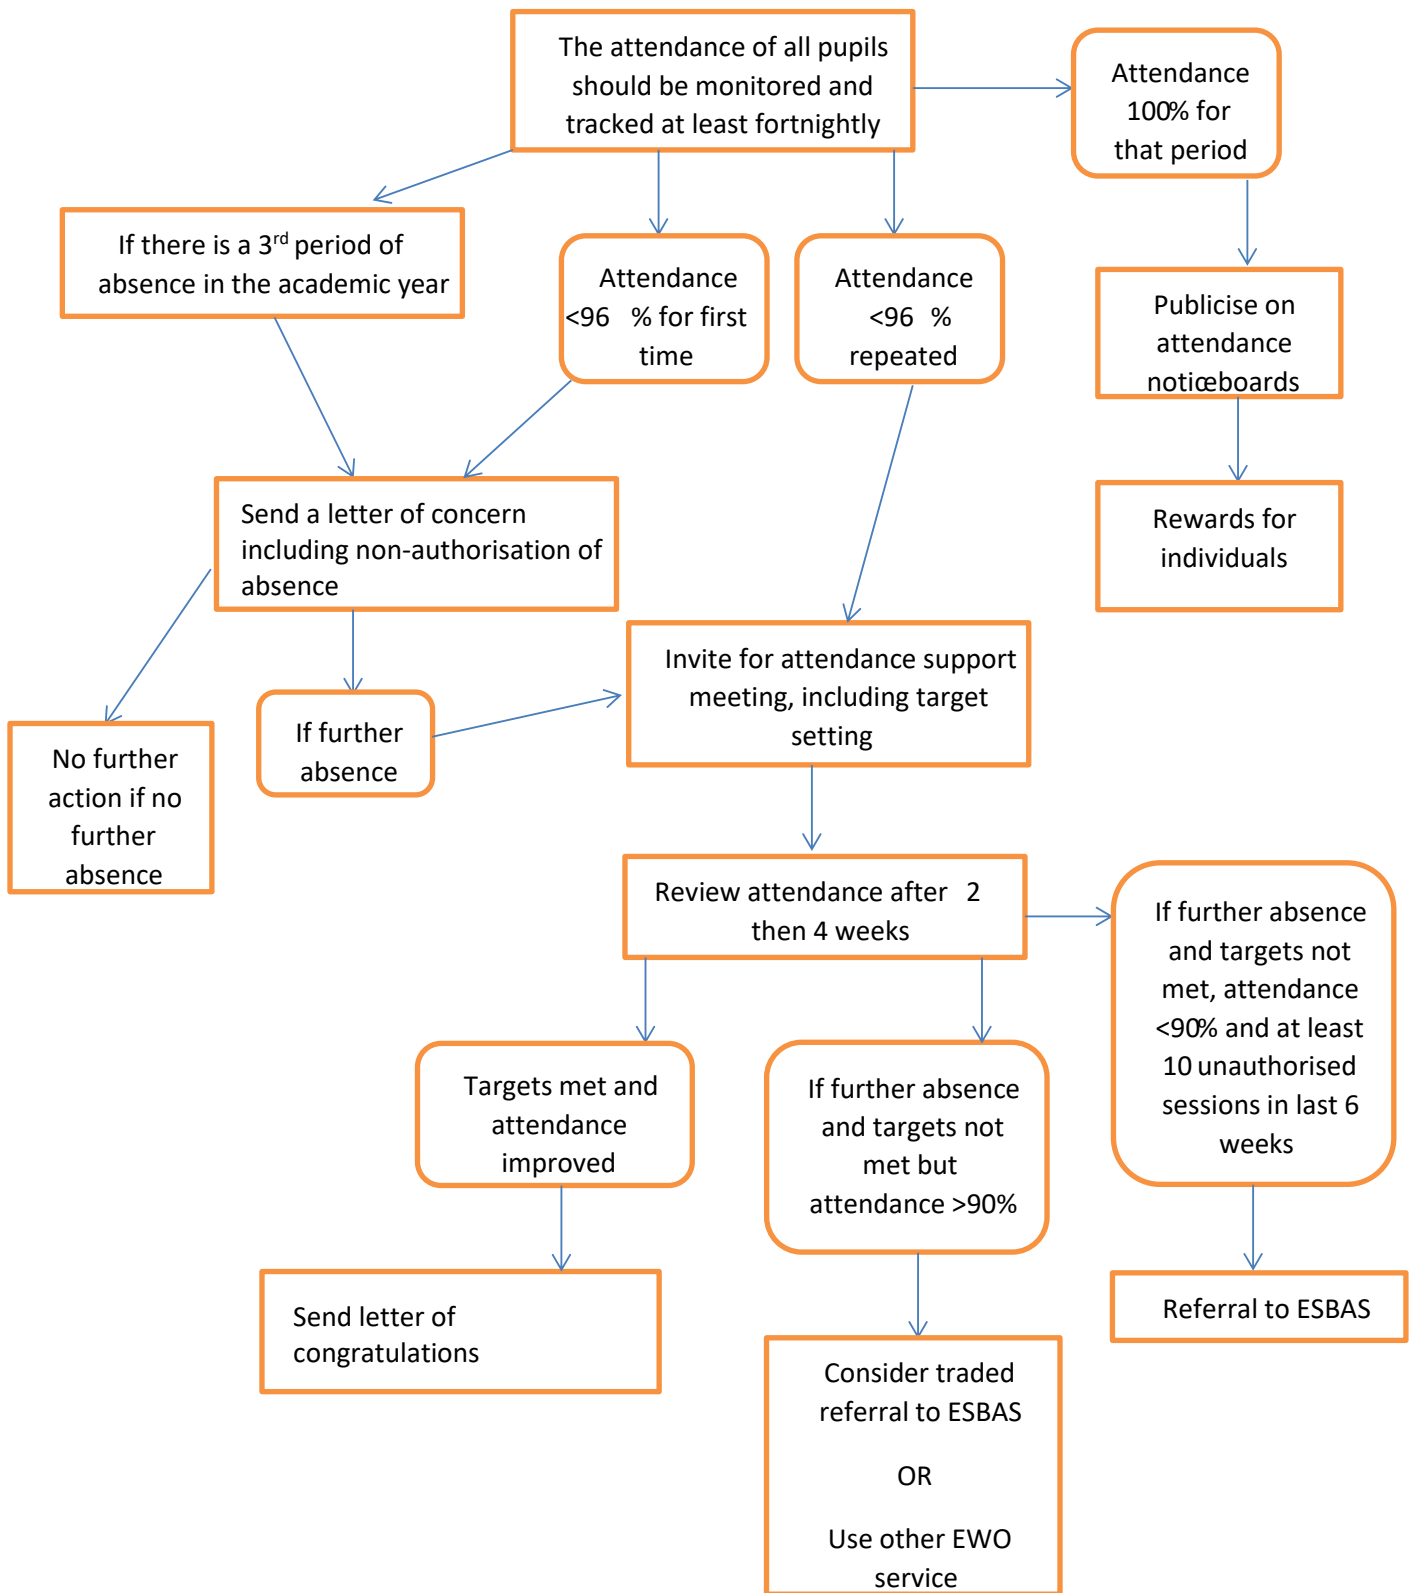 The attendance of all pupils
should be monitored and
tracked at least fortnightly
Attendance
100% for
that period
If there is a 3rd period of
absence in the academic year
Attendance
<96 % for first
time
Attendance
<96 %
repeated
Publicise on
attendance
noticeboards
Send a letter of concern
including non-authorisation of
absence
Rewards for
individuals
Invite for attendance support
meeting, including target
setting
If further
absence
No further
action if no
further
absence
Review attendance after 2
then 4 weeks
If further absence
and targets not
met, attendance
<90% and at least
10 unauthorised
sessions in last 6
weeks
Targets met and
attendance
improved
If further absence
and targets not
met but
attendance >90%
Send letter of
congratulations
Referral to ESBAS
Consider traded
referral to ESBAS
OR
Use other EWO
service